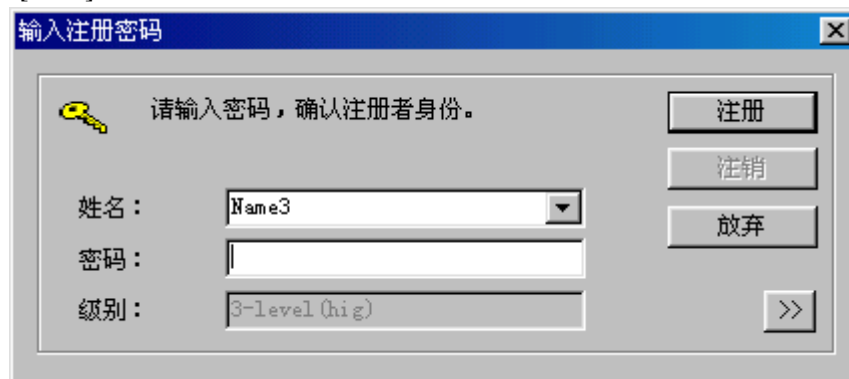 输入注册密码
请输入密码，确认注册者身份。
注册
注销
姓名：
Name3
放弃
密码：
级别：
3-level(hig)
>>